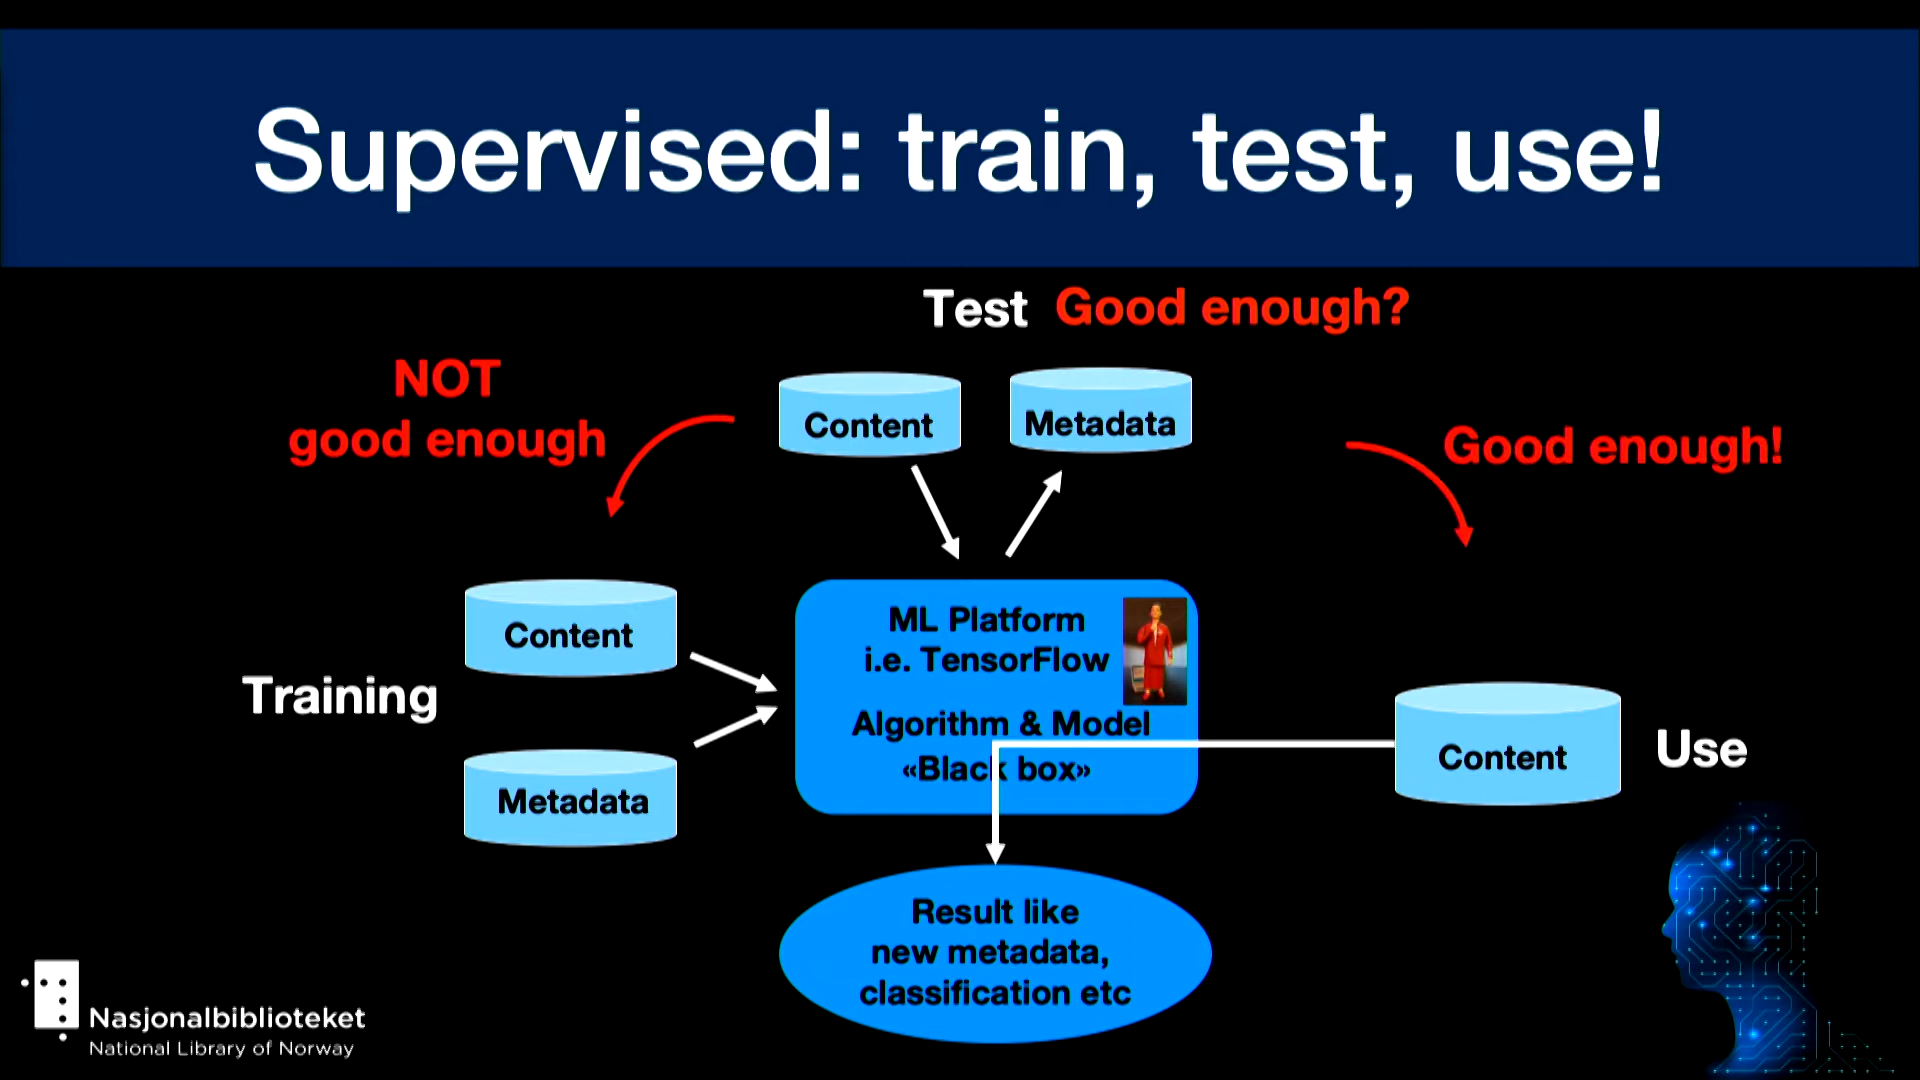 Supervised: train, test, use!
Test Good enough?
NOT
good enough
Content
Metadata
Good enough!
Training
Content
Metadata
ML Platform
i.e. TensorFlow
Algorithm & Model
«Black box»
Content
Use
Result like
new metadata,
classification etc
Nasjonalbiblioteket
National Library of Norway